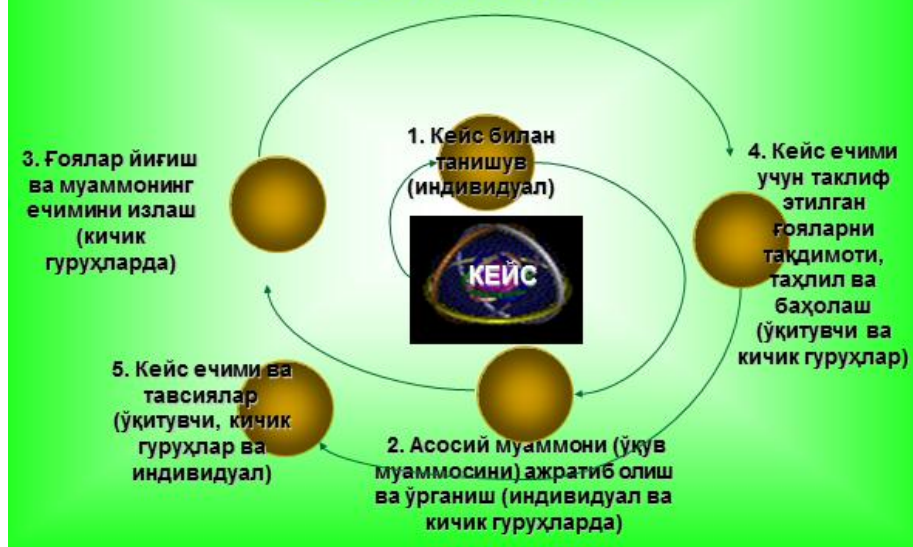 1. Кейс билан
танишув
(индивидуал)
КЕЙС
2. Асосий муаммони (ўқув
муаммосини) ажратиб олиш
ва ўрганиш (индивидуал ва
кичик гуруҳларда)
3. Ғоялар йиғиш
ва муаммонинг
ечимини излаш
(кичик
гуруҳларда)
4. Кейс ечими
учун таклиф
этилган
ғояларни
тақдимоти,
таҳлил ва
баҳолаш
(ўқитувчи ва
кичик гуруҳлар)
5. Кейс ечими ва
тавсиялар
(ўқитувчи, кичик
гуруҳлар ва
индивидуал)